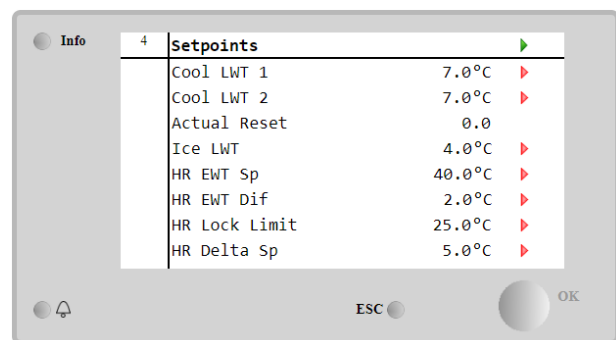 Info
4 Setpoints
Cool LWT 1 7.0°C
Cool LWT 2 7.0°C
Actual Reset 0.0
Ice LWT 4.0°C
HR EWT Sp 40.0°C
HR EWT Dif 2.0°C
HR Lock Limit 25.0°C
HR Delta Sp 5.0°C
ESC
OK